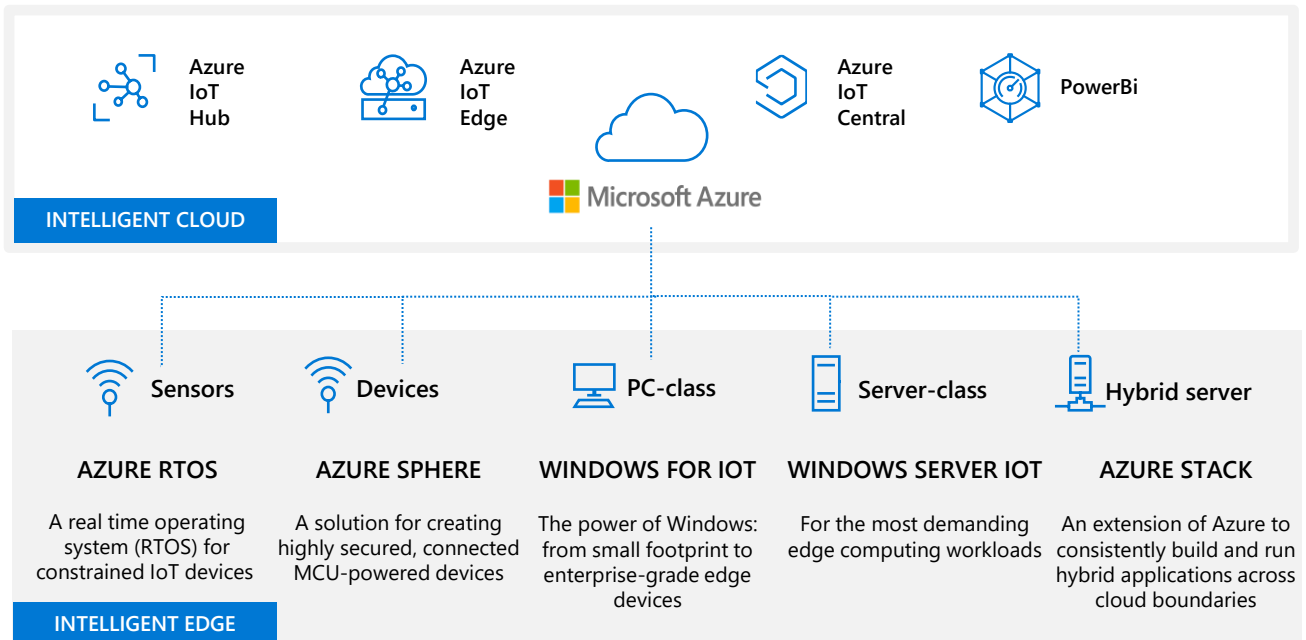 Azure
IoT
Hub
Azure
IoT
Edge
Azure
IoT
Central
PowerBi
Microsoft Azure
INTELLIGENT CLOUD
Sensors
Devices
PC-class
Server-class
Hybrid server
AZURE RTOS
A real time operating
system (RTOS) for
constrained IoT devices
AZURE SPHERE
A solution for creating
highly secured, connected
MCU-powered devices
WINDOWS FOR IOT
The power of Windows:
from small footprint to
enterprise-grade edge
devices
WINDOWS SERVER IOT
For the most demanding
edge computing workloads
AZURE STACK
An extension of Azure to
consistently build and run
hybrid applications across
cloud boundaries
INTELLIGENT EDGE